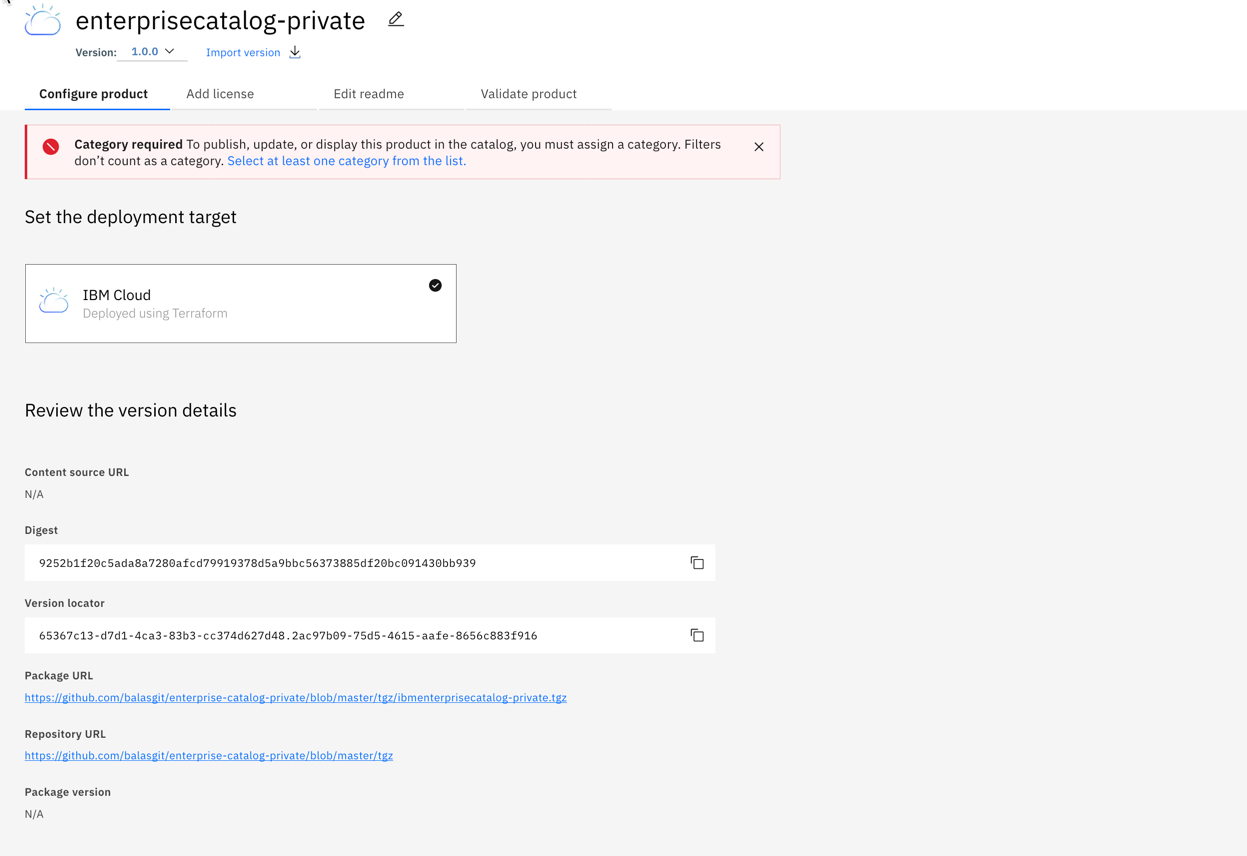 enterprisecatalog-private
Version: 1.0.0 Import version
Configure product Add license Edit readme Validate product
Category required To publish, update, or display this product in the catalog, you must assign a category. Filters
don’t count as a category. Select at least one category from the list.
Set the deployment target
IBM Cloud
Deployed using Terraform
Review the version details
Content source URL
N/A
Digest
9252b1f20c5ada8a7280afcd79919378d5a9bbc56373885df20bc091430bb939
Version locator
65367c13-d7d1-4ca3-83b3-cc374d627d48.2ac97b09-75d5-4615-aafe-8656c883f916
Package URL
https://github.com/balasgit/enterprise-catalog-private/blob/master/tgz/ibmenterprisecatalog-private.tgz
Repository URL
https://github.com/balasgit/enterprise-catalog-private/blob/master/tgz
Package version
N/A